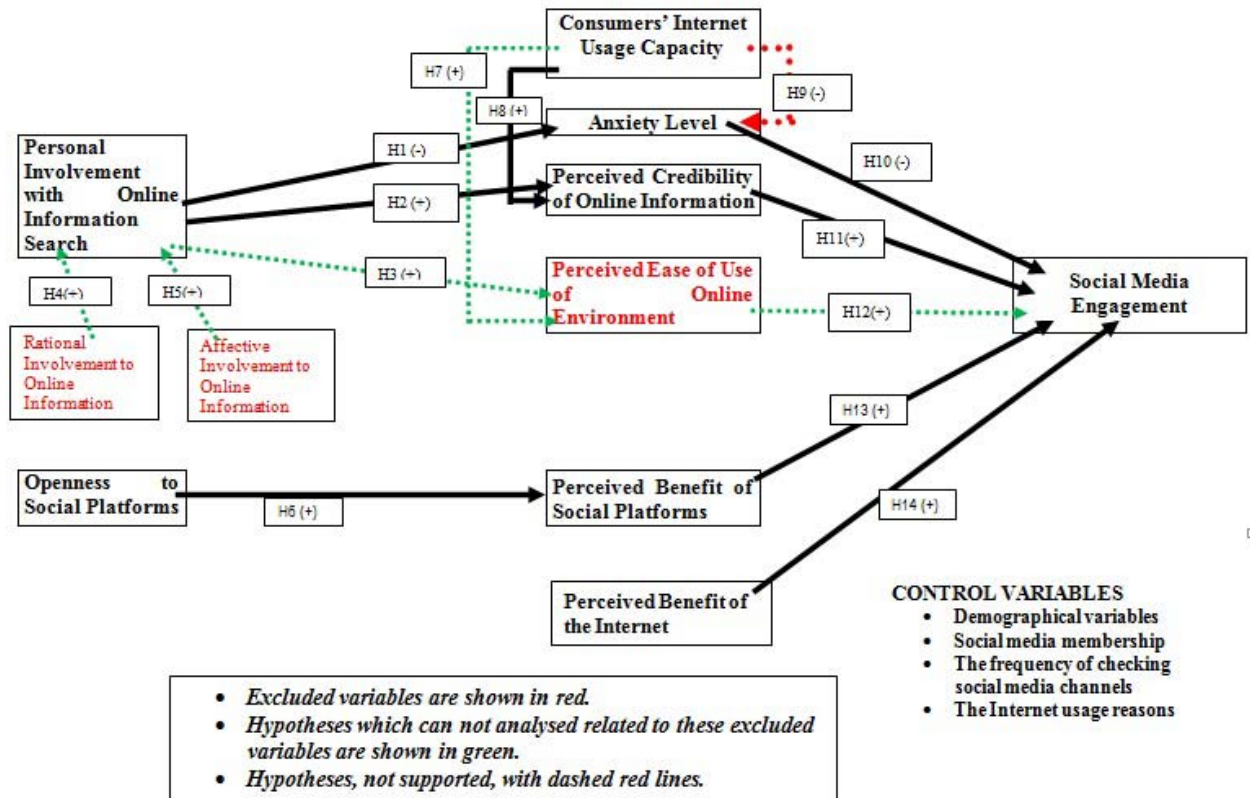 Consumers’ Internet
Usage Capacity
H7 (+)
H8 (+)
H9 (-)
Anxiety Level
Personal
Involvement
with Online
Information
Search
H1 (-)
H10 (-)
H2 (+)
Perceived Credibility
of Online Information
H11(+)
H3 (+)
Perceived Ease of Use
of Online
Environment
Social Media
Engagement
H4(+)
H5(+)
H12(+)
Rational
Involvement to
Online
Information
Affective
Involvement to
Online
Information
H13 (+)
Openness to
Social Platforms
H6 (+)
Perceived Benefit of
Social Platforms
H14 (+)
Perceived Benefit of
the Internet
CONTROL VARIABLES
• Demographical variables
• Social media membership
• The frequency of checking
social media channels
• The Internet usage reasons
• Excluded variables are shown in red.
• Hypotheses which can not analysed related to these excluded
variables are shown in green.
• Hypotheses, not supported, with dashed red lines.